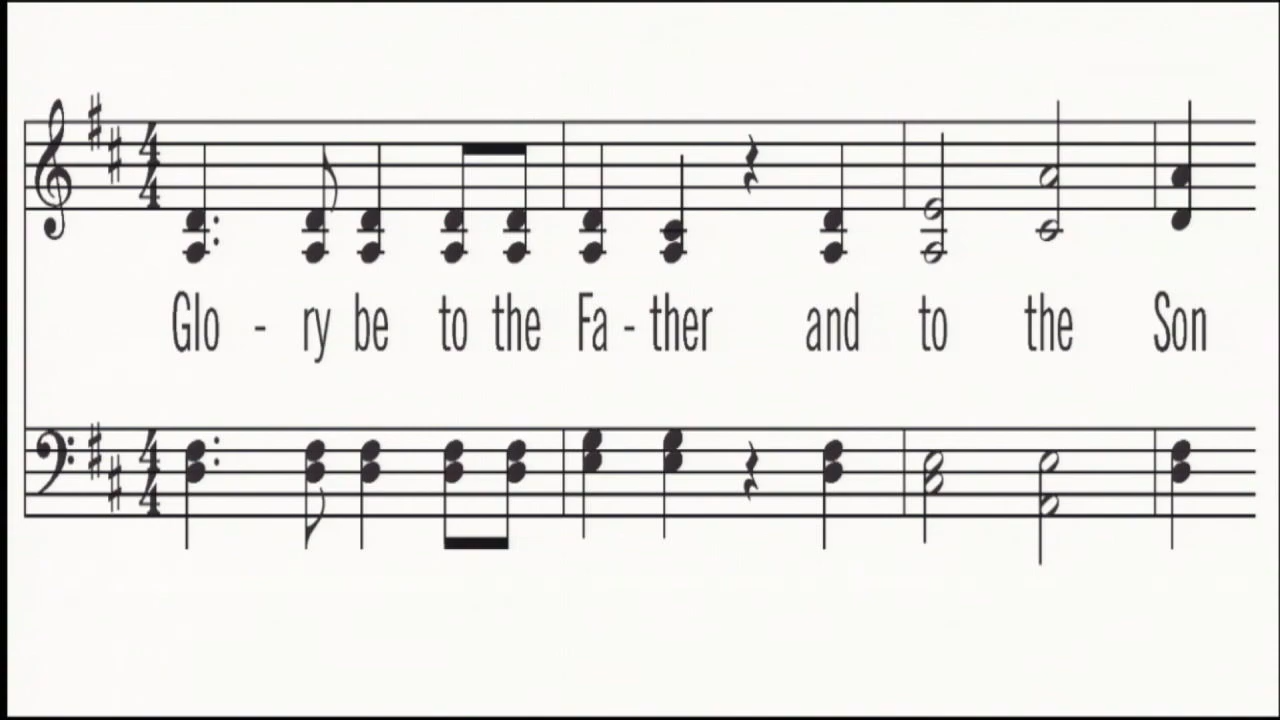 Glo - ry be to the Fa - ther and to the Son